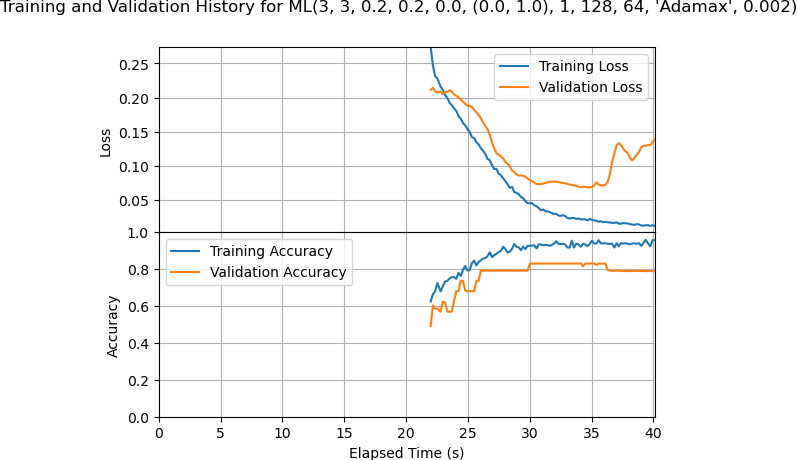 Training and Validation History for ML(3, 3, 0.2, 0.2, 0.0, (0.0, 1.0), 1, 128, 64, 'Adamax', 0.002)
0.25
0.20
0.15
0.10
0.05
Loss
Training Loss
Validation Loss
1.0
0.8
0.6
0.4
0.2
0.0
Accuracy
Training Accuracy
Validation Accuracy
0 5 10 15 20 25 30 35 40
Elapsed Time (s)